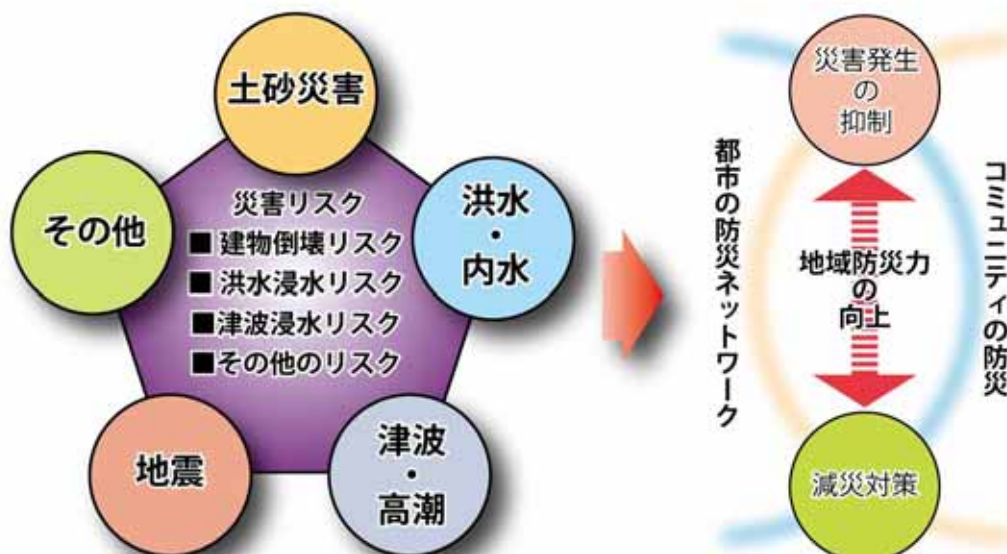 土砂災害
その他
洪水
・
内水
災害リスク
■ 建物倒壊リスク
■ 洪水浸水リスク
■津波浸水リスク
■その他のリスク
地震
津波
・
高潮
災害発生
の
抑制
都市の防災ネットワーク
地域防災力
の
向上
コミュニティの防災
減災対策